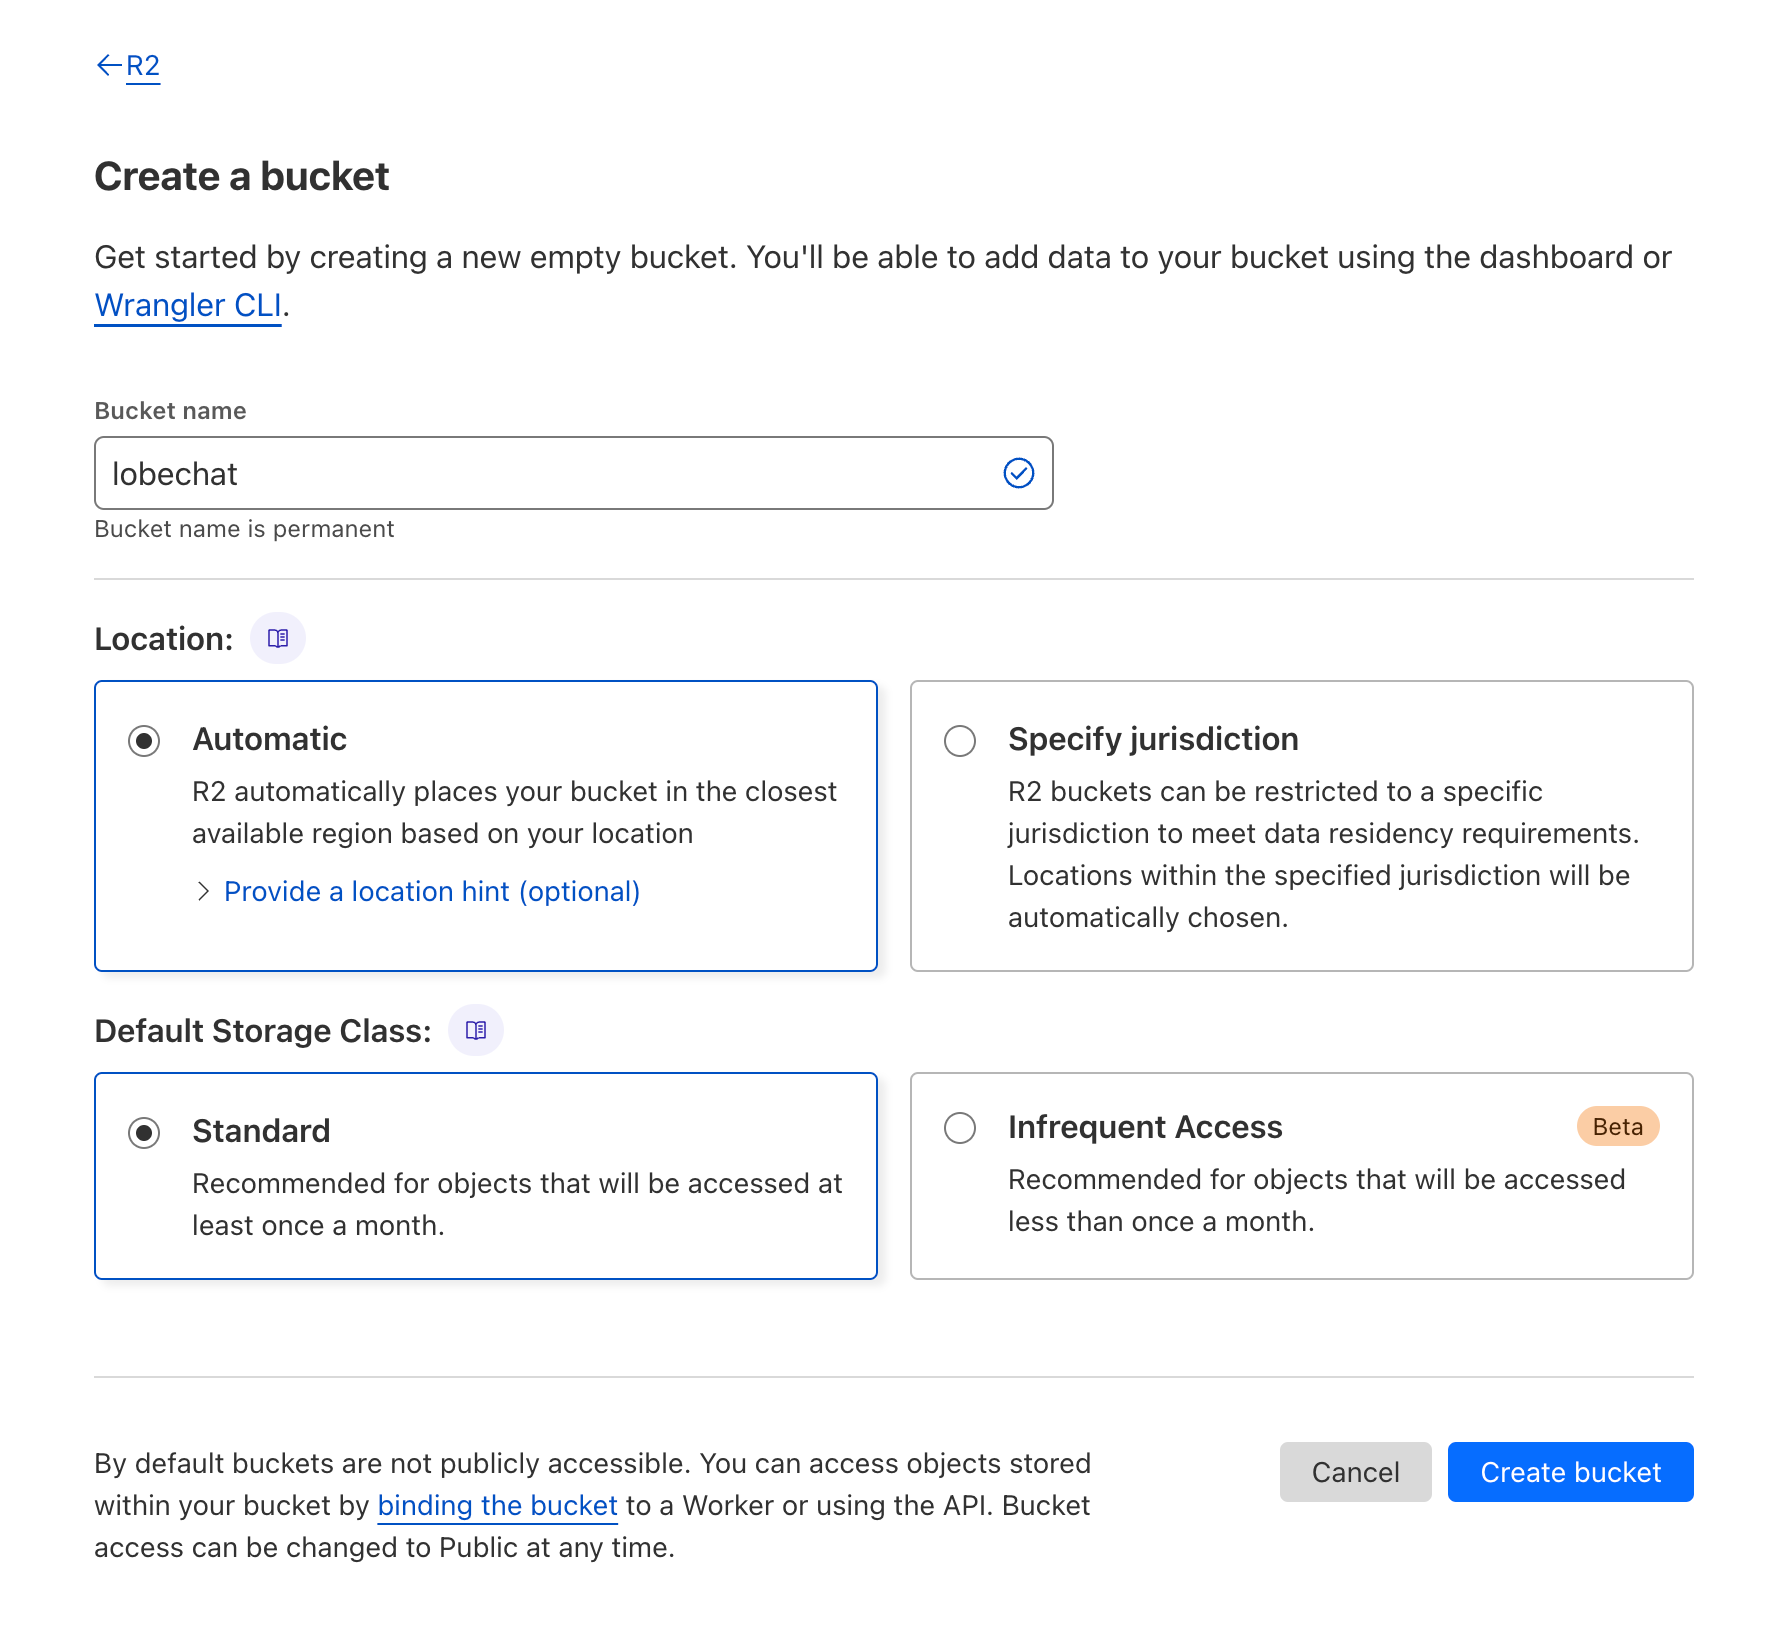 R2
Create a bucket
Get started by creating a new empty bucket. You'll be able to add data to your bucket using the dashboard or
Wrangler CLI.
Bucket name
lobechat
Bucket name is permanent
Location:
Automatic
R2 automatically places your bucket in the closest
available region based on your location
Provide a location hint (optional)
Specify jurisdiction
R2 buckets can be restricted to a specific
jurisdiction to meet data residency requirements.
Locations within the specified jurisdiction will be
automatically chosen.
Default Storage Class:
Standard
Recommended for objects that will be accessed at
least once a month.
Infrequent Access
Beta
Recommended for objects that will be accessed
less than once a month.
By default buckets are not publicly accessible. You can access objects stored
within your bucket by binding the bucket to a Worker or using the API. Bucket
access can be changed to Public at any time.
Cancel
Create bucket